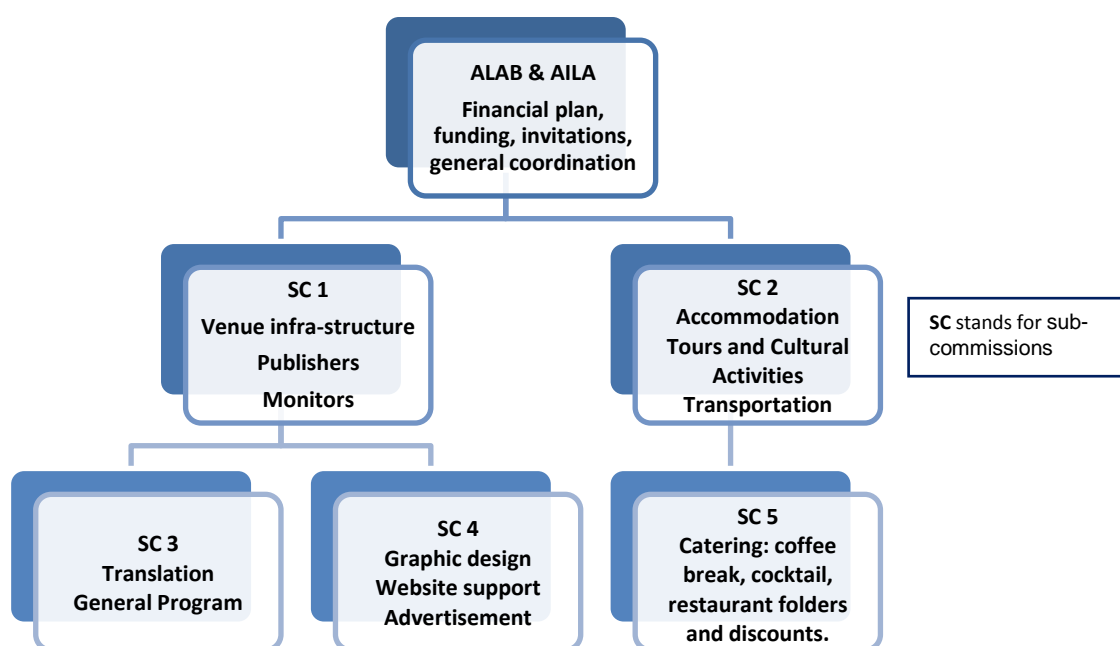 ALAB & AILA
Financial plan,
funding, invitations,
general coordination
SC 1
Venue infra-structure
Publishers
Monitors
SC 2
Accommodation
Tours and Cultural
Activities
Transportation
SC stands for sub-
commissions
SC 3
Translation
General Program
SC 4
Graphic design
Website support
Advertisement
SC 5
Catering: coffee
break, cocktail,
restaurant folders
and discounts.